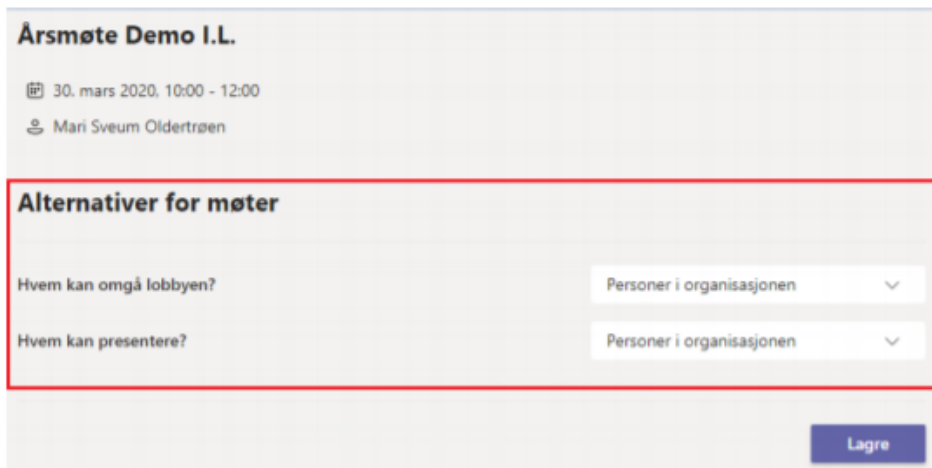 Årsmøte Demo I.L.
30. mars 2020, 10:00 - 12:00
Mari Sveum Oldertrøen
Alternativer for møter
Hvem kan omgå lobbyen? Personer i organisasjonen
Hvem kan presentere? Personer i organisasjonen
Lagre